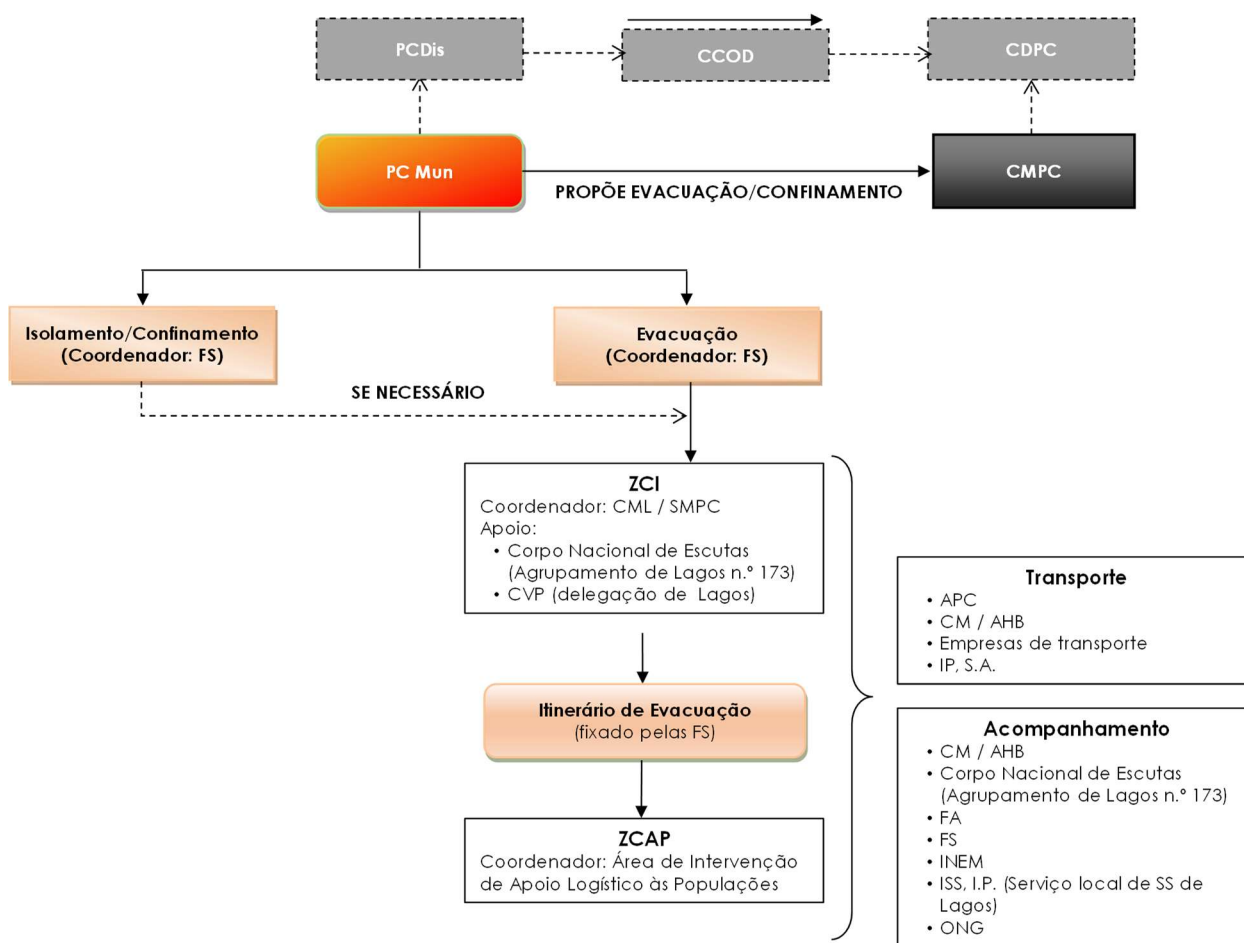 PCDis
CCOD
CDPC
PC Mun
CMPC
PROPÕE EVACUAÇÃO/CONFINAMENTO
Isolamento/Confinamento
(Coordenador: FS)
Evacuação
(Coordenador: FS)
SE NECESSÁRIO
ZCI
Coordenador: CML / SMPC
Apoio:
• Corpo Nacional de Escutas
(Agrupamento de Lagos n.º 173)
• CVP (delegação de Lagos)
Itinerário de Evacuação
(fixado pelas FS)
ZCAP
Coordenador: Área de Intervenção
de Apoio Logístico às Populações
Transporte
• APC
• CM / AHB
• Empresas de transporte
• IP, S.A.
Acompanhamento
• CM / AHB
• Corpo Nacional de Escutas
(Agrupamento de Lagos n.º 173)
• FA
• FS
• INEM
• ISS, I.P. (Serviço local de SS de
Lagos)
• ONG